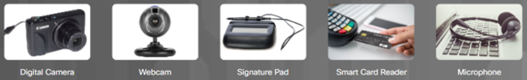 Digital Camera
Webcam
Signature Pad
Smart Card Reader
Microphone